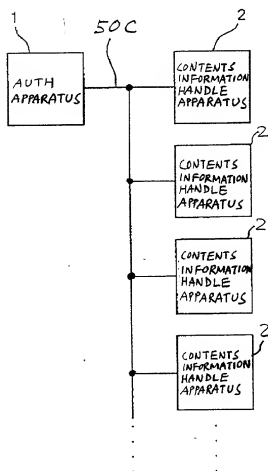 1
50C
2
AUTH
APPARATUS
CONTENTS
INFORMATION
HANDLE
APPARATUS
2
CONTENTS
INFORMATION
HANDLE
APPARATUS
2
CONTENTS
INFORMATION
HANDLE
APPARATUS
2
CONTENTS
INFORMATION
HANDLE
APPARATUS